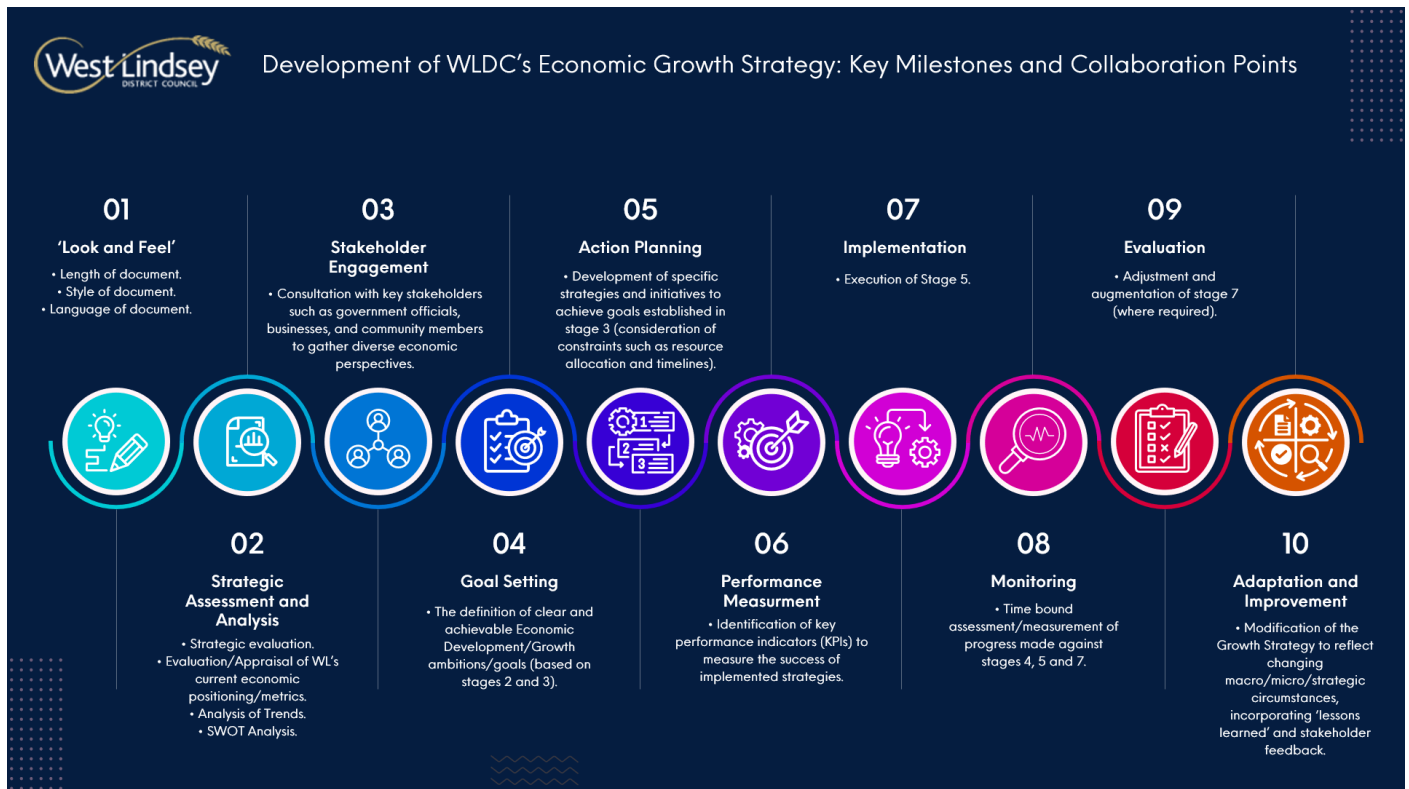 West Lindsey
DISTRICT COUNCIL
Development of WLDC's Economic Growth Strategy: Key Milestones and Collaboration Points
01
‘Look and Feel’
• Length of document.
• Style of document.
• Language of document.
03
Stakeholder
Engagement
• Consultation with key stakeholders
such as government officials,
businesses, and community members
to gather diverse economic
perspectives.
05
Action Planning
• Development of specific
strategies and initiatives to
achieve goals established in
stage 3 (consideration of
constraints such as resource
allocation and timelines).
07
Implementation
• Execution of Stage 5.
09
Evaluation
• Adjustment and
augmentation of stage 7
(where required).
1
2
3
02
Strategic
Assessment and
Analysis
• Strategic evaluation.
• Evaluation/Appraisal of WL's
current economic
positioning/metrics.
• Analysis of Trends.
• SWOT Analysis.
04
Goal Setting
• The definition of clear and
achievable Economic
Development/Growth
ambitions/goals (based on
stages 2 and 3).
06
Performance
Measurment
• Identification of key
performance indicators (KPIs) to
measure the success of
implemented strategies.
08
Monitoring
• Time bound
assessment/measurement of
progress made against
stages 4, 5 and 7.
10
Adaptation and
Improvement
• Modification of the
Growth Strategy to reflect
changing
macro/micro/strategic
circumstances,
incorporating ‘lessons
learned’ and stakeholder
feedback.